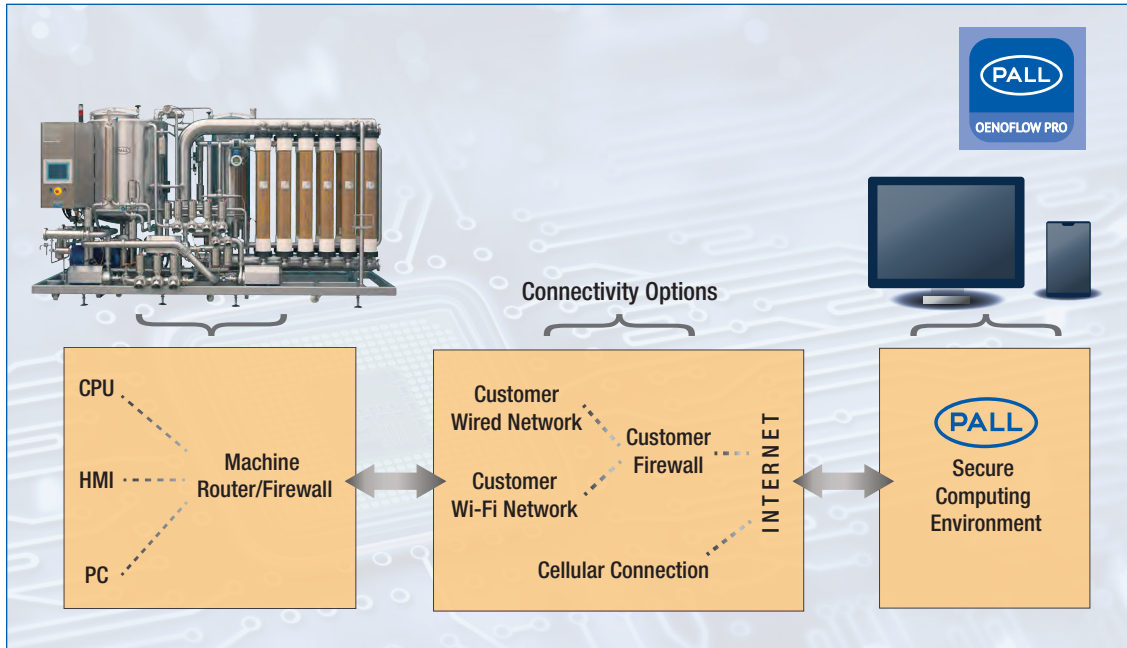 PALL
OENOFLOW PRO
PALL
Connectivity Options
CPU
HMI
PC
Machine
Router/Firewall
Customer
Wired Network
Customer
Wi-Fi Network
Customer
Firewall
Cellular Connection
INTERNET
PALL
Secure
Computing
Environment